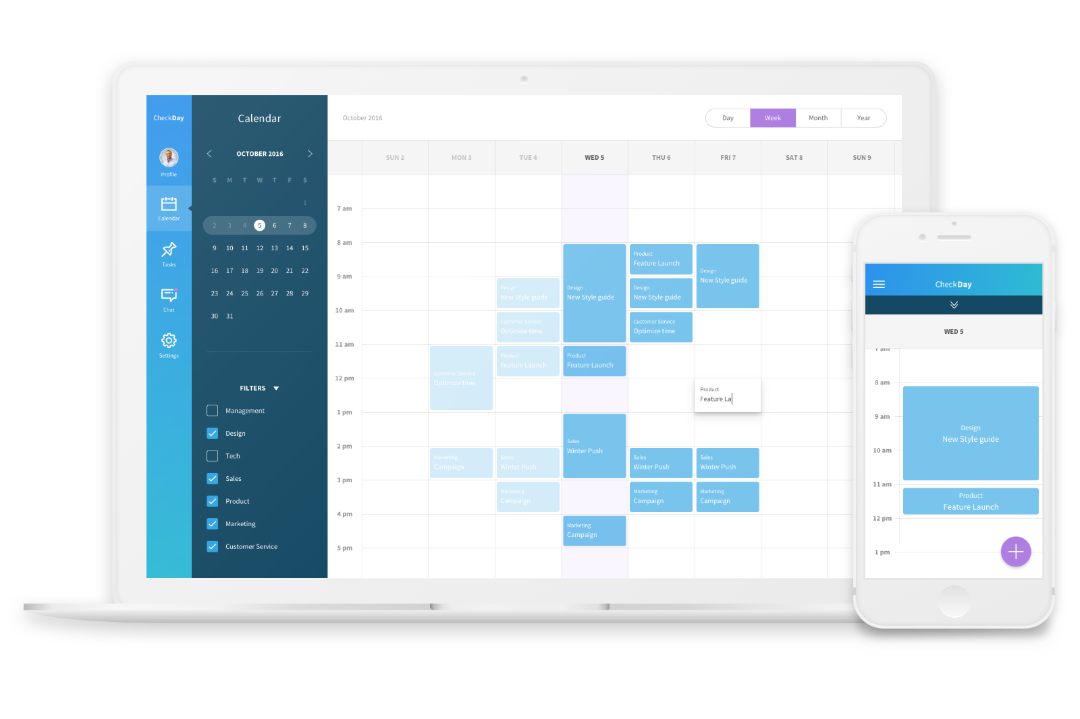 CheckDay
Profile
Calendar
Tasks
Chat
Settings
Calendar
OCTOBER 2016
S M T W T F S
1
2 3 4 5 6 7 8
9 10 11 12 13 14 15
16 17 18 19 20 21 22
23 24 25 26 27 28 29
30 31
FILTERS
Management
Design
Tech
Sales
Product
Marketing
Customer Service
October 2016
Day Week Month Year
SUN 2 MON 3 TUE 4 WED 5 THU 6 FRI 7 SAT 8 SUN 9
7 am
8 am
9 am
10 am
11 am
12 pm
1 pm
2 pm
3 pm
4 pm
5 pm
Customer Service
Optimize time
Marketing
Campaign
Design
New Style guide
Customer Service
Optimise time
Product
Feature Launch
Sales
Winter Push
Marketing
Campaign
Design
New Style guide
Product
Feature Launch
Sales
Winter Push
Marketing
Campaign
Product
Feature Launch
Design
New Style guide
Customer Service
Optimise time
Sales
Winter Push
Marketing
Campaign
Design
New Style guide
Product
Feature La
Sales
Winter Push
Marketing
Campaign
CheckDay
WED 5
7 am
8 am
9 am
10 am
11 am
12 pm
1 pm
Design
New Style guide
Product
Feature Launch